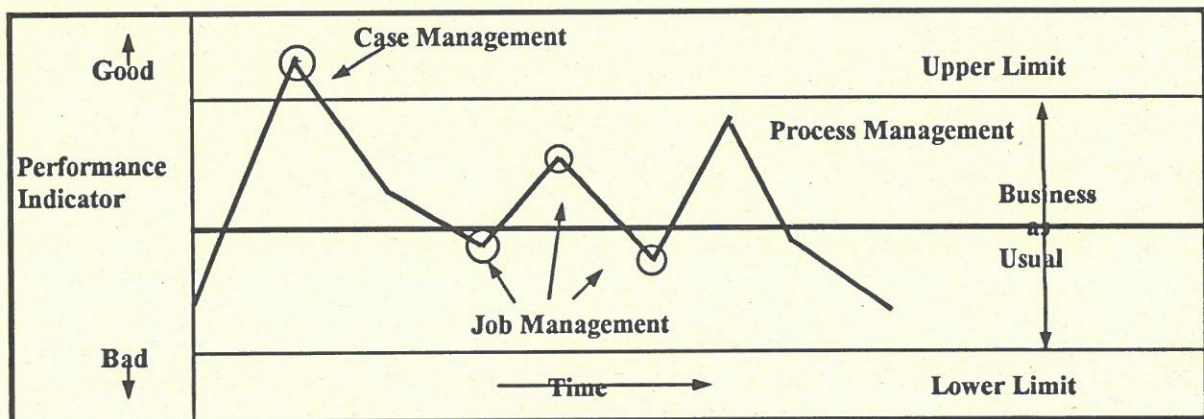 Good
Performance
Indicator
Bad
Case Management
Upper Limit
Process Management
Business
as
Usual
Job Management
Time
Lower Limit